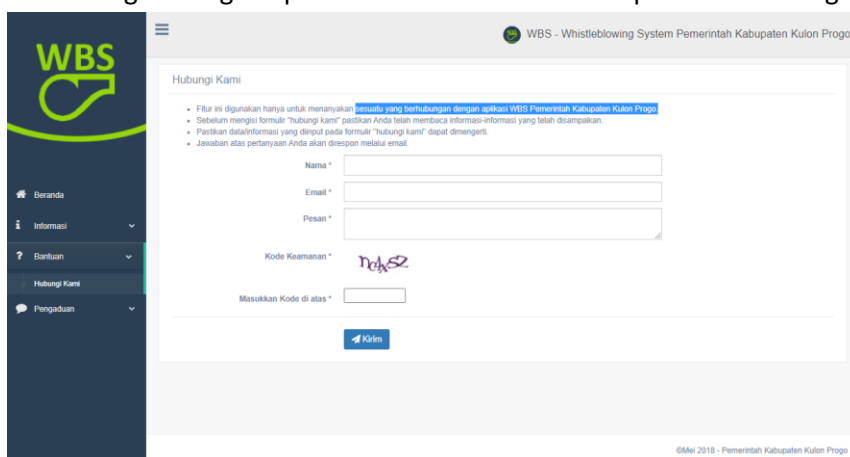 WBS - Whistleblowing System Pemerintah Kabupaten Kulon Progo
WBS
Hubungi Kami
Fitur ini digunakan hanya untuk menanyakan sesuatu yang berhubungan dengan aplikasi WBS Pemerintah Kabupaten Kulon Progo.
Sebelum mengisi formulir "hubungi kami" pastikan Anda telah membaca informasi-informasi yang telah disampaikan.
Pastikan data/informasi yang diinput pada formulir "hubungi kami" dapat dimengerti.
Jawaban atas pertanyaan Anda akan direspon melalui email.
Nama *
Email *
Pesan *
Kode Keamanan *
Masukkan Kode di atas *
Kirim
Beranda
Informasi
Bantuan
Hubungi Kami
Pengaduan
©Mei 2018 - Pemerintah Kabupaten Kulon Progo